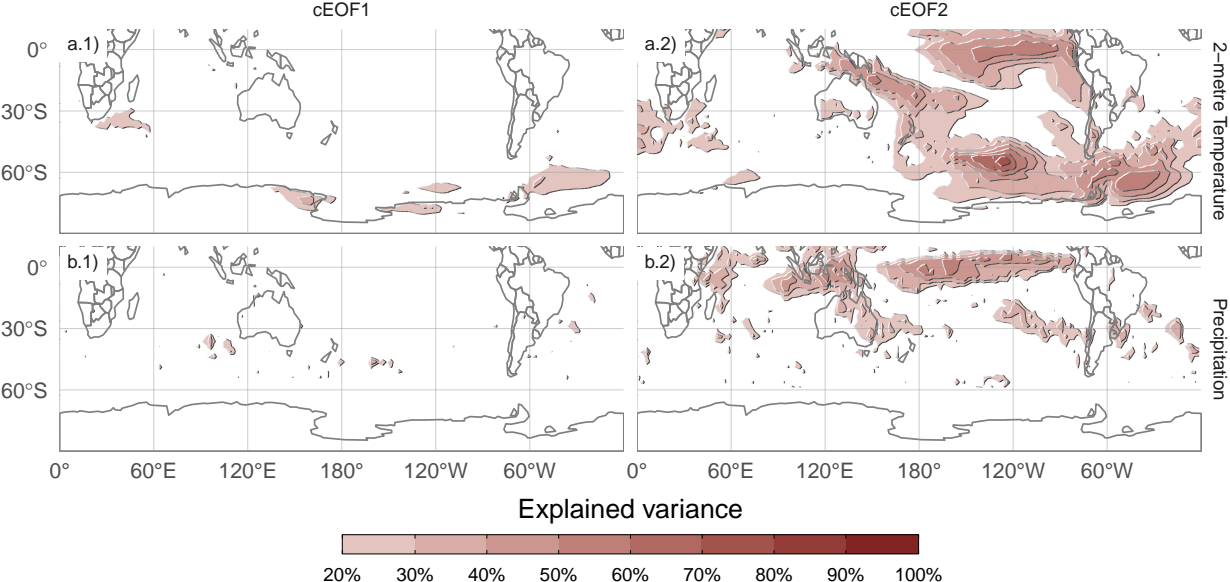 cEOF1
cEOF2
a.1)
a.2)
0°
30°S
60°S
2−metre Temperature
b.1)
b.2)
0°
30°S
60°S
Precipitation
0° 60°E 120°E 180° 120°W 60°W
0° 60°E 120°E 180° 120°W 60°W
Explained variance
20% 30% 40% 50% 60% 70% 80% 90% 100%